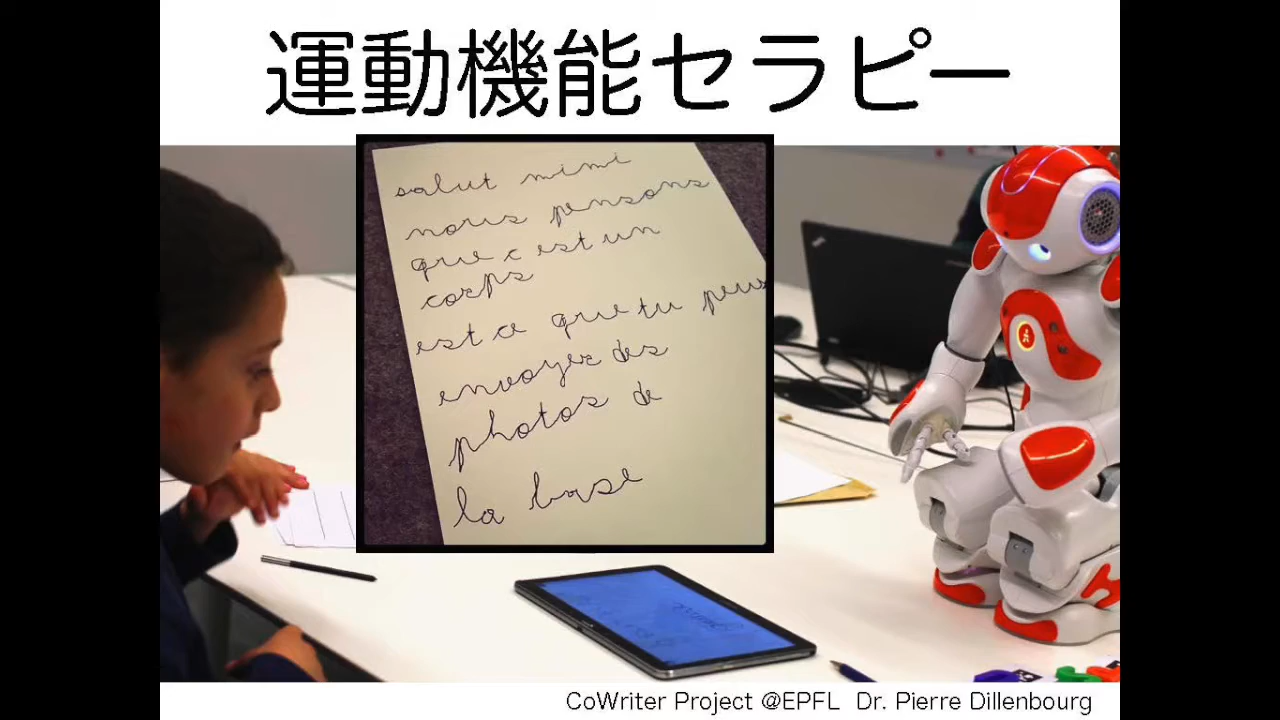 運動機能セラピー
salut mimi
nous pensons
que c est un
corps
est ce que tu peus
envoyer des
photos de
la base
CoWriter Project @EPFL Dr. Pierre Dillenbourg